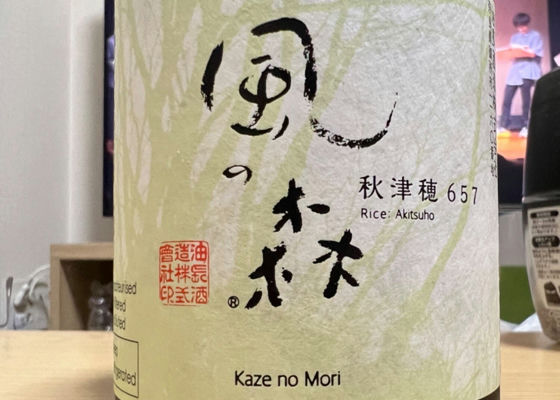 風の森
秋津穂 657
Rice: Akitsuho
油長酒
造株式
會社印
®
Kaze no Mori